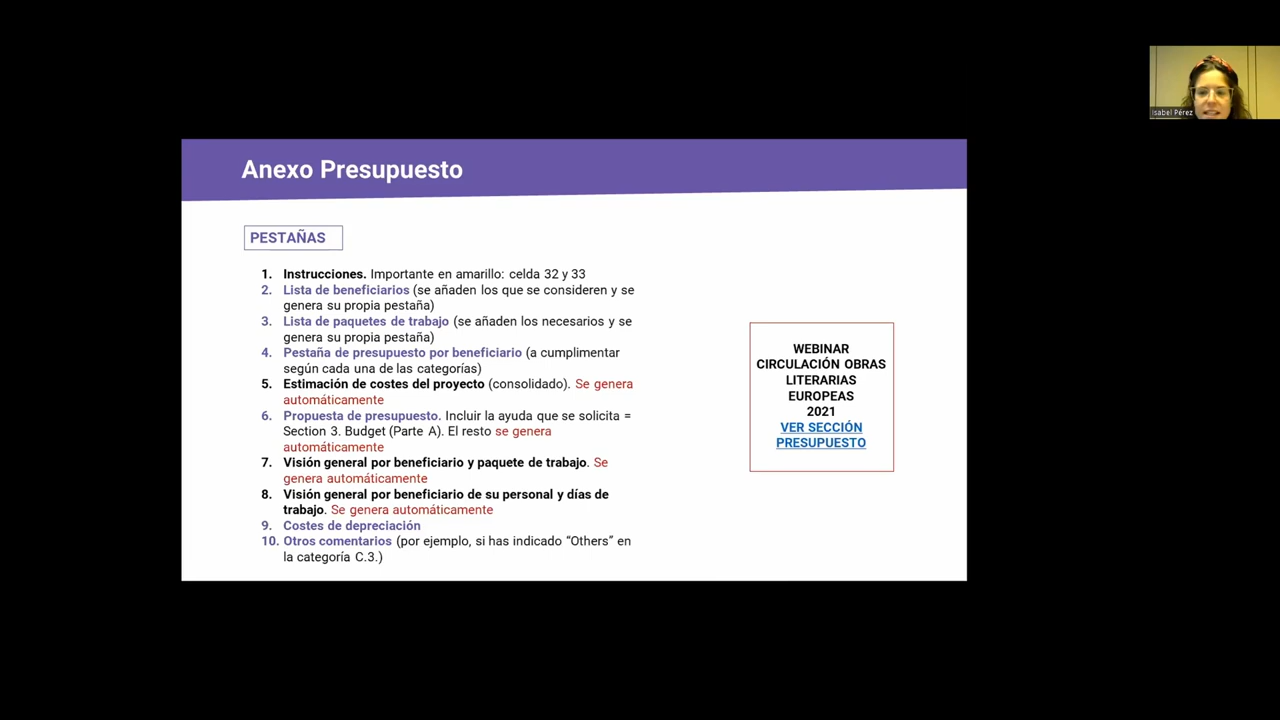 Isabel Pérez
Anexo Presupuesto
PESTAÑAS
1. Instrucciones. Importante en amarillo: celda 32 y 33
2. Lista de beneficiarios (se añaden los que se consideren y se
genera su propia pestaña)
3. Lista de paquetes de trabajo (se añaden los necesarios y se
genera su propia pestaña)
4. Pestaña de presupuesto por beneficiario (a cumplimentar
según cada una de las categorías)
5. Estimación de costes del proyecto (consolidado). Se genera
automáticamente
6. Propuesta de presupuesto. Incluir la ayuda que se solicita =
Section 3. Budget (Parte A). El resto se genera
automáticamente
7. Visión general por beneficiario y paquete de trabajo. Se
genera automáticamente
8. Visión general por beneficiario de su personal y días de
trabajo. Se genera automáticamente
9. Costes de depreciación
10. Otros comentarios (por ejemplo, si has indicado “Others” en
la categoría C.3.)
WEBINAR
CIRCULACIÓN OBRAS
LITERARIAS
EUROPEAS
2021
VER SECCIÓN
PRESUPUESTO